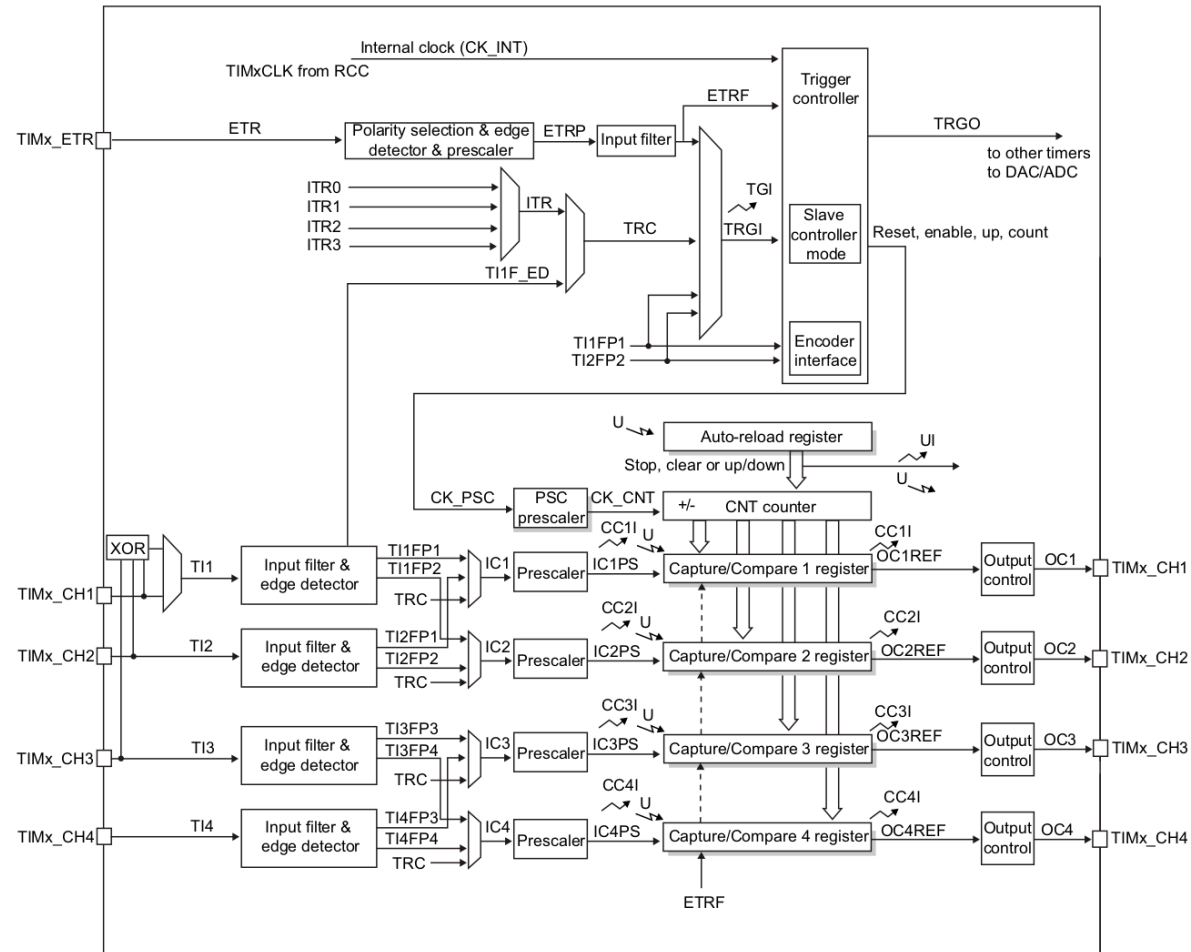 Internal clock (CK_INT)
TIMxCLK from RCC
Trigger
controller
ETRF
TIMx_ETR
ETR
Polarity selection & edge
detector & prescaler
ETRP
Input filter
TRGO
to other timers
to DAC/ADC
ITR0
ITR1
ITR2
ITR3
ITR
TI1F_ED
TRC
TGI
TRGI
Slave
controller
mode
Reset, enable, up, count
TI1FP1
TI2FP2
Encoder
interface
U
Auto-reload register
Stop, clear or up/down
UI
U
CK_PSC
PSC
prescaler
CK_CNT
+/-
CNT counter
XOR
TI1
TIMx_CH1
Input filter &
edge detector
TI1FP1
TI1FP2
TRC
IC1
Prescaler
IC1PS
CC1I
U
Capture/Compare 1 register
CC1I
OC1REF
Output
control
OC1
TIMx_CH1
TIMx_CH2
TI2
Input filter &
edge detector
TI2FP1
TI2FP2
TRC
IC2
Prescaler
IC2PS
CC2I
U
Capture/Compare 2 register
CC2I
OC2REF
Output
control
OC2
TIMx_CH2
TIMx_CH3
TI3
Input filter &
edge detector
TI3FP3
TI3FP4
TRC
IC3
Prescaler
IC3PS
CC3I
U
Capture/Compare 3 register
CC3I
OC3REF
Output
control
OC3
TIMx_CH3
TIMx_CH4
TI4
Input filter &
edge detector
TI4FP3
TI4FP4
TRC
IC4
Prescaler
IC4PS
CC4I
U
Capture/Compare 4 register
CC4I
OC4REF
Output
control
OC4
TIMx_CH4
ETRF